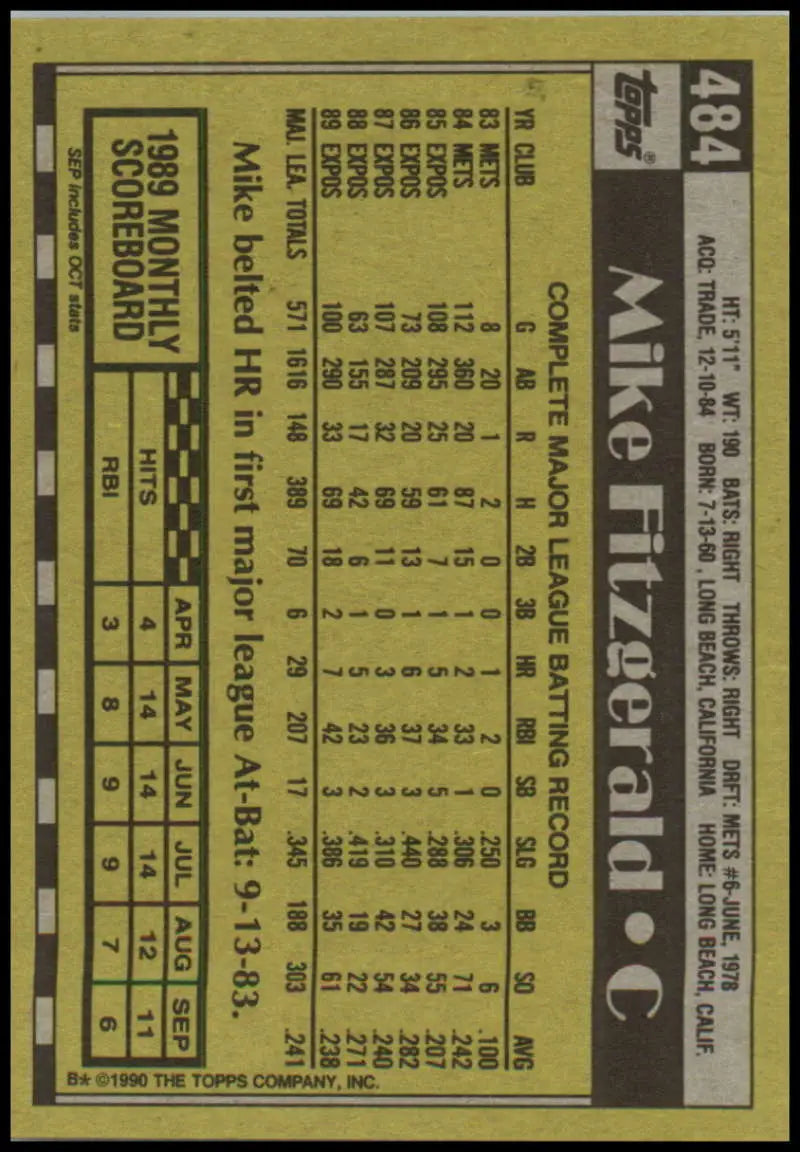 484
HT: 5'11" WT: 190 BATS: RIGHT THROWS: RIGHT DRFT: METS #6-JUNE, 1978
ACQ: TRADE, 12-10-84 BORN: 7-13-60, LONG BEACH, CALIFORNIA HOME: LONG BEACH, CALIF.
Topps®
Mike Fitzgerald • C
COMPLETE MAJOR LEAGUE BATTING RECORD
YR CLUB G AB R H 2B 3B HR RBI SB SLG BB SO AVG
83 METS 8 20 1 2 0 0 1 2 0 .250 3 6 .100
84 METS 112 360 20 87 15 1 2 33 1 .306 24 71 .242
85 EXPOS 108 295 25 61 7 1 5 34 5 .288 38 55 .207
86 EXPOS 73 209 20 59 13 1 6 37 3 .440 27 34 .282
87 EXPOS 107 287 32 69 11 0 3 36 3 .310 42 54 .240
88 EXPOS 63 155 17 42 6 1 5 23 2 .419 19 22 .271
89 EXPOS 100 290 33 69 18 2 7 42 3 .386 35 61 .238
MAJ. LEA. TOTALS 571 1616 148 389 70 6 29 207 17 .345 188 303 .241
Mike belted HR in first major league At-Bat: 9-13-83.
1989 MONTHLY
SCOREBOARD
APR MAY JUN JUL AUG SEP
HITS 4 14 14 14 12 11
RBI 3 8 9 9 7 6
SEP includes OCT stats
B* ©1990 THE TOPPS COMPANY, INC.